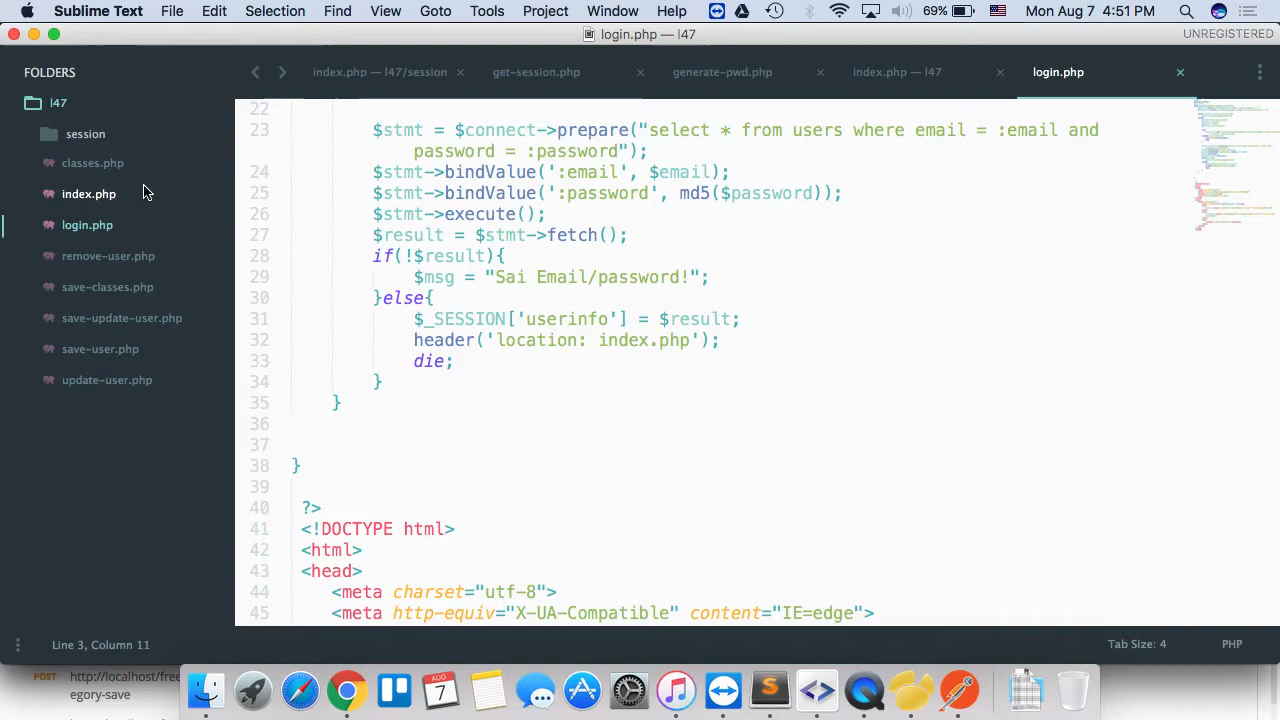 Sublime Text File Edit Selection Find View Goto Tools Project Window Help 69% Mon Aug 7 4:51 PM
login.php — l47 UNREGISTERED
FOLDERS
l47
session
classes.php
index.php
login.php
remove-user.php
save-classes.php
save-update-user.php
save-user.php
update-user.php
index.php — l47/session get-session.php generate-pwd.php index.php — l47 login.php
22
23 $stmt = $connect->prepare("select * from users where email = :email and
password = :password");
24 $stmt->bindValue(':email', $email);
25 $stmt->bindValue(':password', md5($password));
26 $stmt->execute();
27 $result = $stmt->fetch();
28 if(!$result){
29 $msg = "Sai Email/password!";
30 }else{
31 $_SESSION['userinfo'] = $result;
32 header('location: index.php');
33 die;
34 }
35 }
36
37
38 }
39
40 ?>
41 <!DOCTYPE html>
42 <html>
43 <head>
44 <meta charset="utf-8">
45 <meta http-equiv="X-UA-Compatible" content="IE=edge">
Line 3, Column 11 Tab Size: 4 PHP
POST http://localhost/free
egory-save
AUG
7